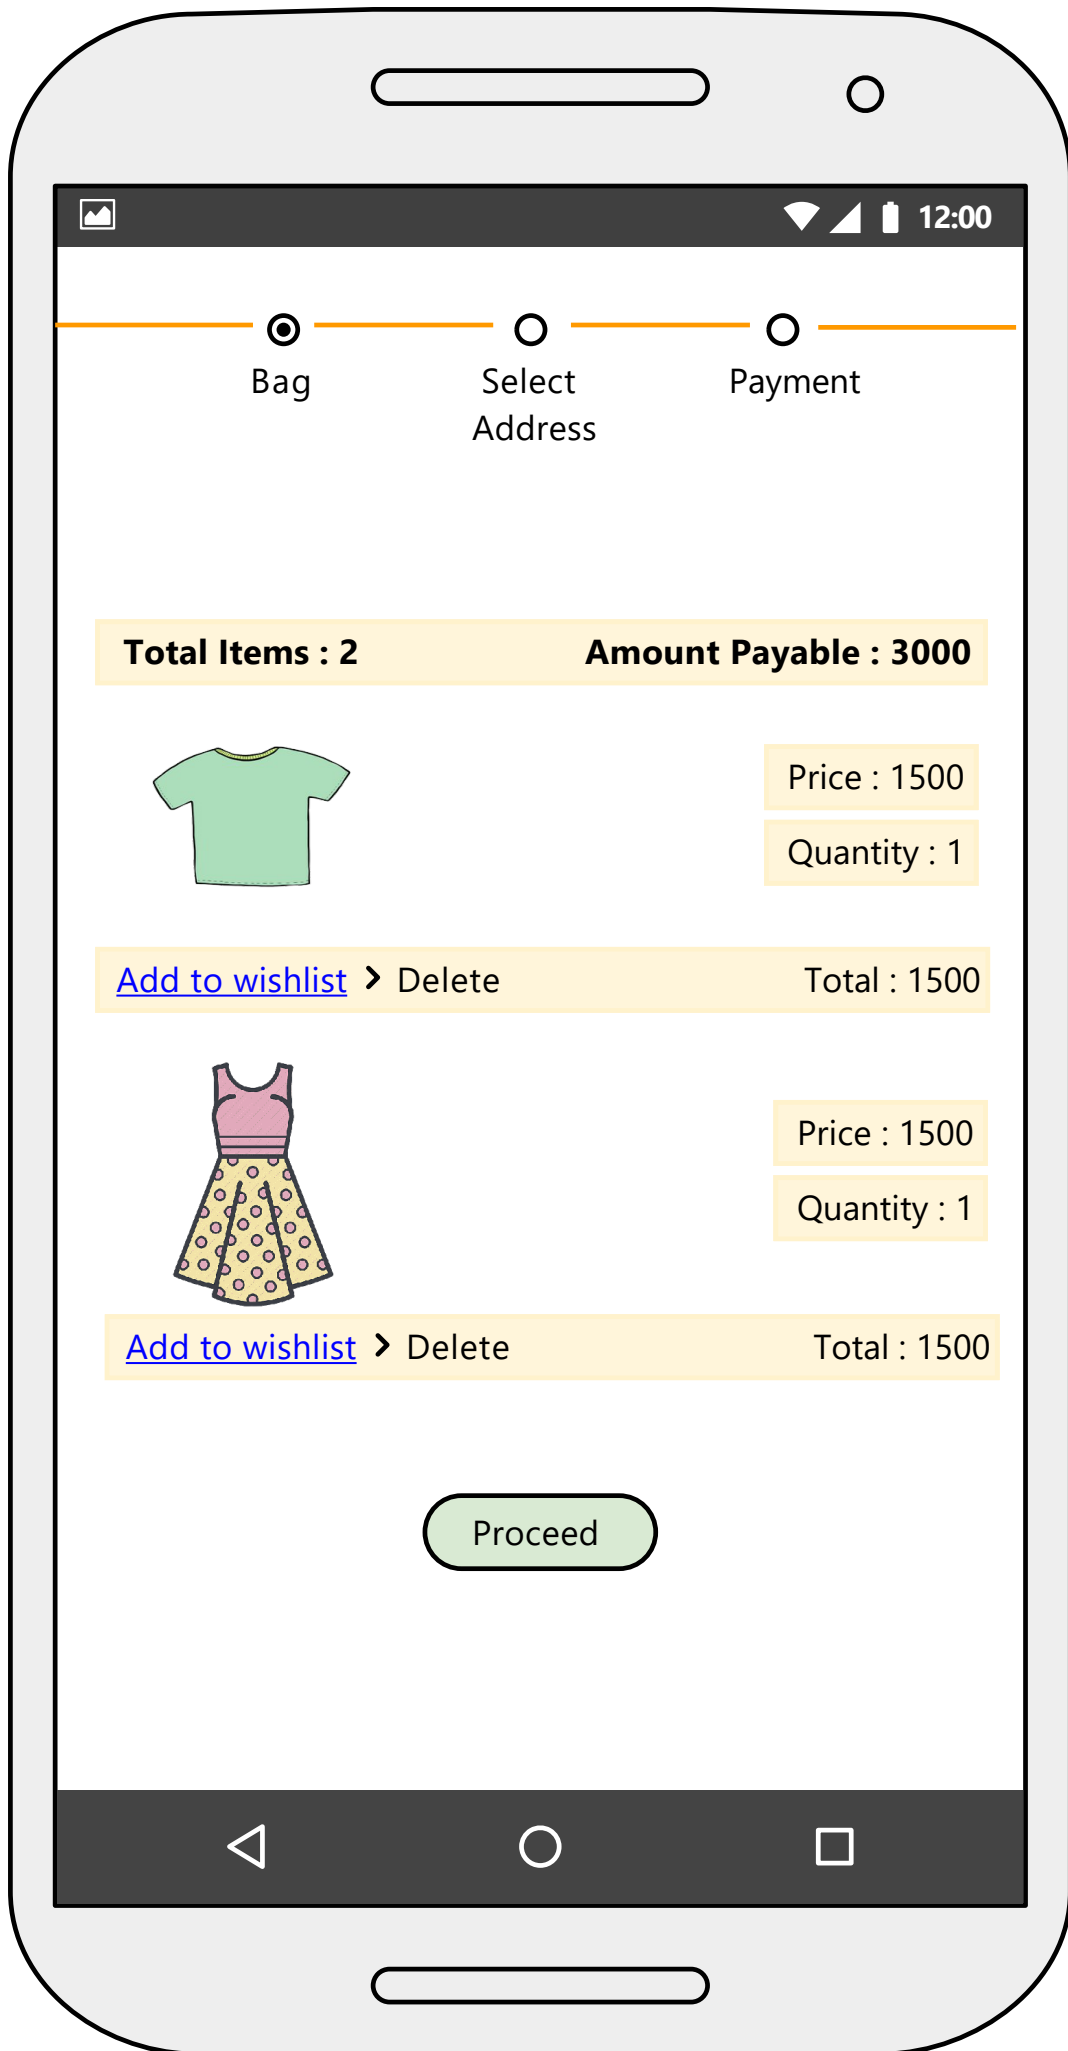 12:00
Bag
Select
Address
Payment
Total Items : 2
Amount Payable : 3000
Price : 1500
Quantity : 1
Add to wishlist
Delete
Total : 1500
Price : 1500
Quantity : 1
Add to wishlist
Delete
Total : 1500
Proceed